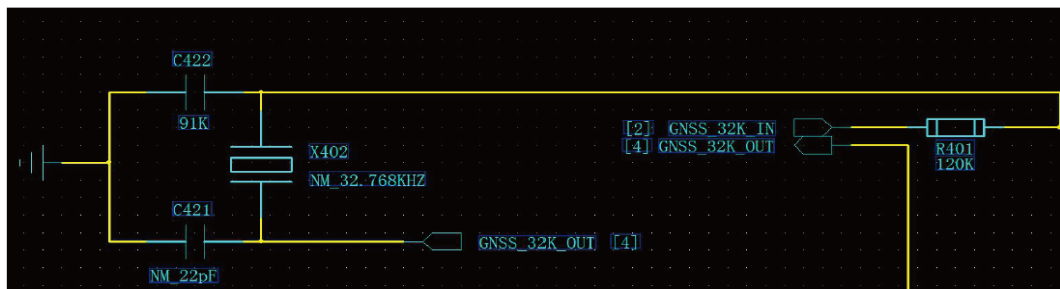 C422
91K
X402
NM_32.768KHZ
C421
NM_22pF
GNSS_32K_OUT [4]
[2] GNSS_32K_IN
[4] GNSS_32K_OUT
R401
120K